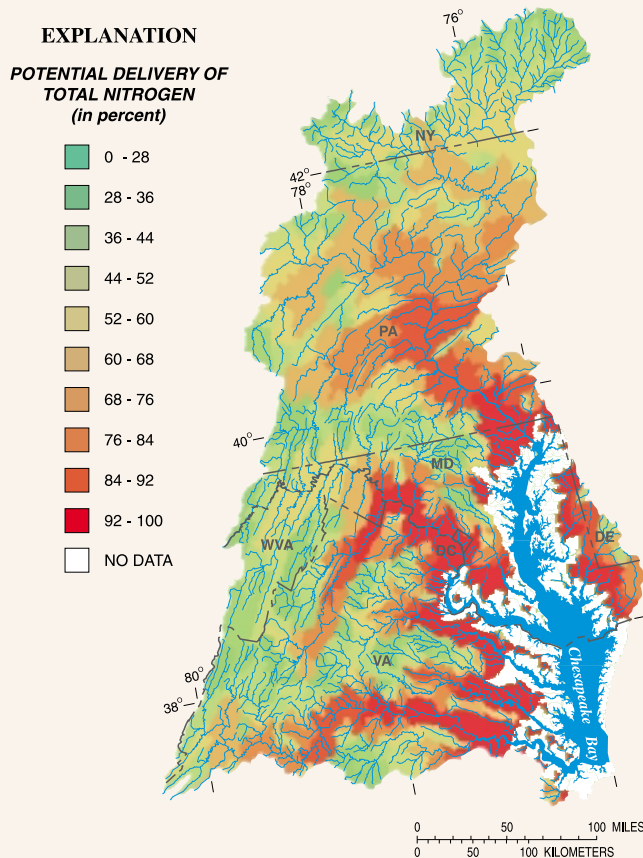 EXPLANATION
POTENTIAL DELIVERY OF
TOTAL NITROGEN
(in percent)
0 - 28
28 - 36
36 - 44
44 - 52
52 - 60
60 - 68
68 - 76
76 - 84
84 - 92
92 - 100
NO DATA
76°
NY
42°
78°
PA
40°
MD
WVA
DC
DE
VA
80°
38°
Chesapeake
Bay
0 50 100 MILES
0 50 100 KILOMETERS